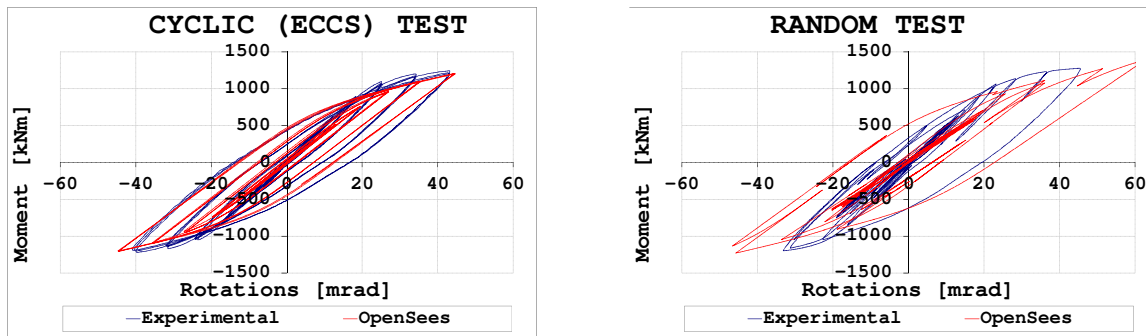 CYCLIC (ECCS) TEST
1500
1000
500
0
−500
−1000
−1500
−60
−40
−20
0
20
40
60
Moment [kNm]
Rotations [mrad]
Experimental
OpenSees
RANDOM TEST
1500
1000
500
0
−500
−1000
−1500
−60
−40
−20
0
20
40
60
Moment [kNm]
Rotations [mrad]
Experimental
OpenSees